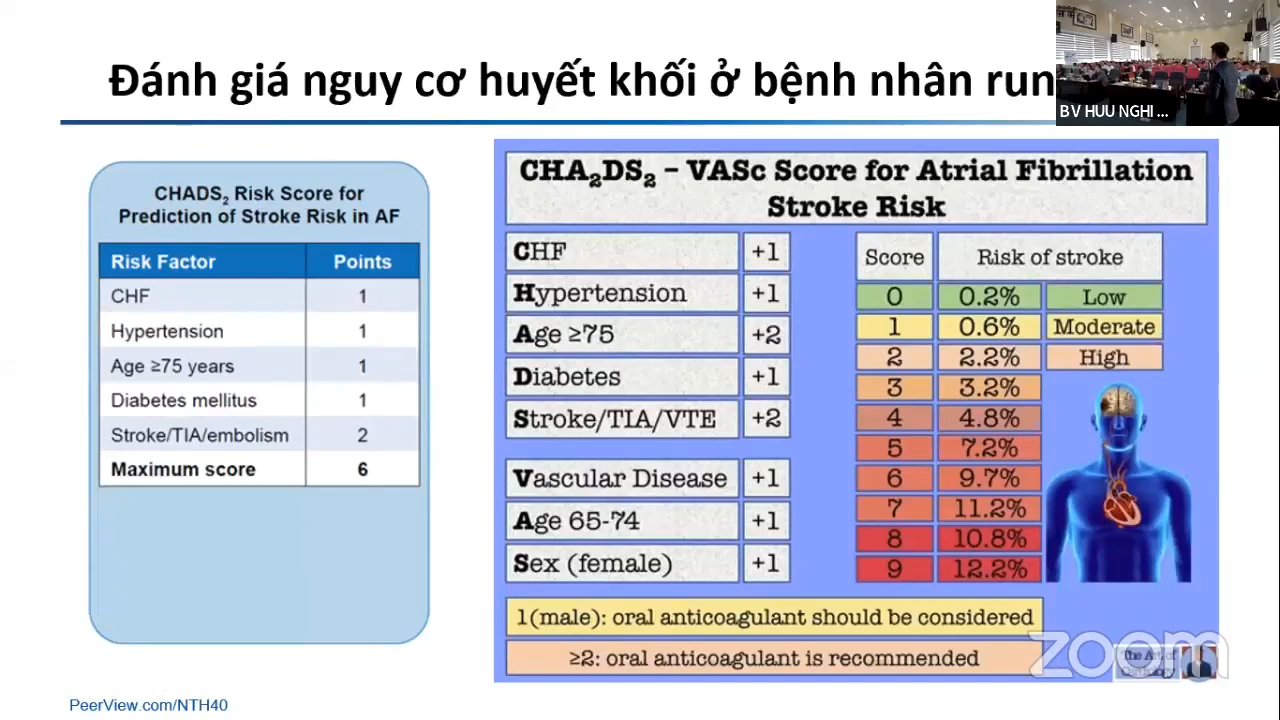 Đánh giá nguy cơ huyết khối ở bệnh nhân run
BV HUU NGHI ...
CHADS₂ Risk Score for
Prediction of Stroke Risk in AF
Risk Factor Points
CHF 1
Hypertension 1
Age ≥75 years 1
Diabetes mellitus 1
Stroke/TIA/embolism 2
Maximum score 6
CHA₂DS₂ – VASc Score for Atrial Fibrillation
Stroke Risk
CHF +1
Hypertension +1
Age ≥75 +2
Diabetes +1
Stroke/TIA/VTE +2
Vascular Disease +1
Age 65-74 +1
Sex (female) +1
Score Risk of stroke
0 0.2% Low
1 0.6% Moderate
2 2.2% High
3 3.2%
4 4.8%
5 7.2%
6 9.7%
7 11.2%
8 10.8%
9 12.2%
1(male): oral anticoagulant should be considered
≥2: oral anticoagulant is recommended
zoom
The Art of
PeerView.com/NTH40